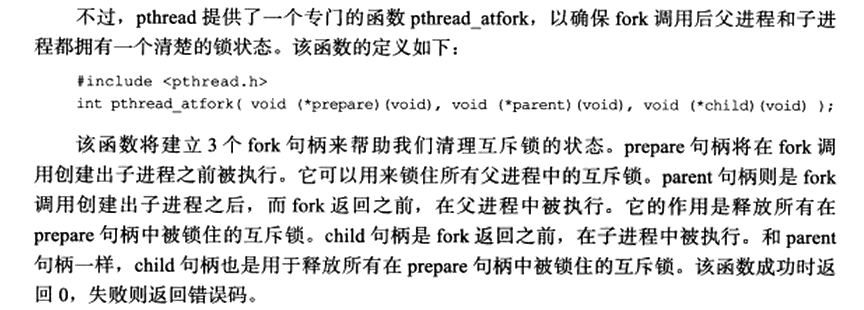 不过，pthread 提供了一个专门的函数 pthread_atfork，以确保 fork 调用后父进程和子进
程都拥有一个清楚的锁状态。该函数的定义如下：
#include <pthread.h>
int pthread_atfork( void (*prepare)(void), void (*parent)(void), void (*child)(void) );
该函数将建立 3 个 fork 句柄来帮助我们清理互斥锁的状态。prepare 句柄将在 fork 调
用创建出子进程之前被执行。它可以用来锁住所有父进程中的互斥锁。parent 句柄则是 fork
调用创建出子进程之后，而 fork 返回之前，在父进程中被执行。它的作用是释放所有在
prepare 句柄中被锁住的互斥锁。child 句柄是 fork 返回之前，在子进程中被执行。和 parent
句柄一样，child 句柄也是用于释放所有在 prepare 句柄中被锁住的互斥锁。该函数成功时返
回 0，失败则返回错误码。